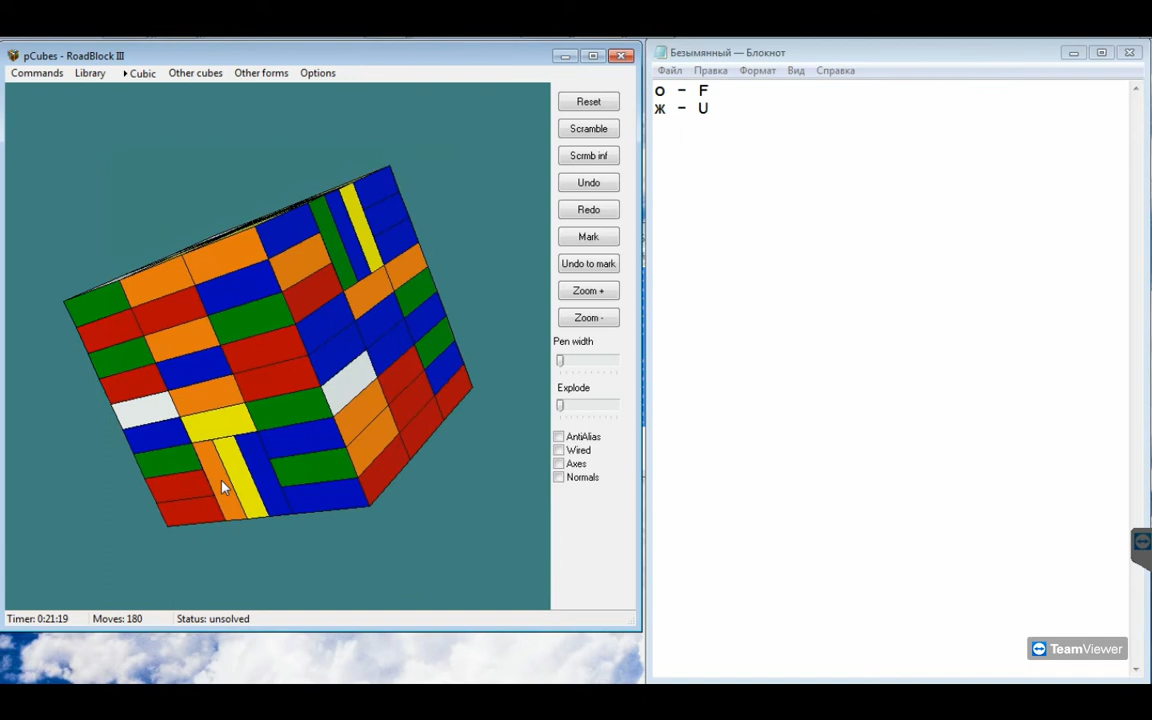 pCubes - RoadBlock III
Commands Library Cubic Other cubes Other forms Options
Reset
Scramble
Scrmb inf
Undo
Redo
Mark
Undo to mark
Zoom +
Zoom -
Pen width
Explode
AntiAlias
Wired
Axes
Normals
Timer: 0:21:19 Moves: 180 Status: unsolved
Безымянный — Блокнот
Файл Правка Формат Вид Справка
о - F
ж - U
TeamViewer